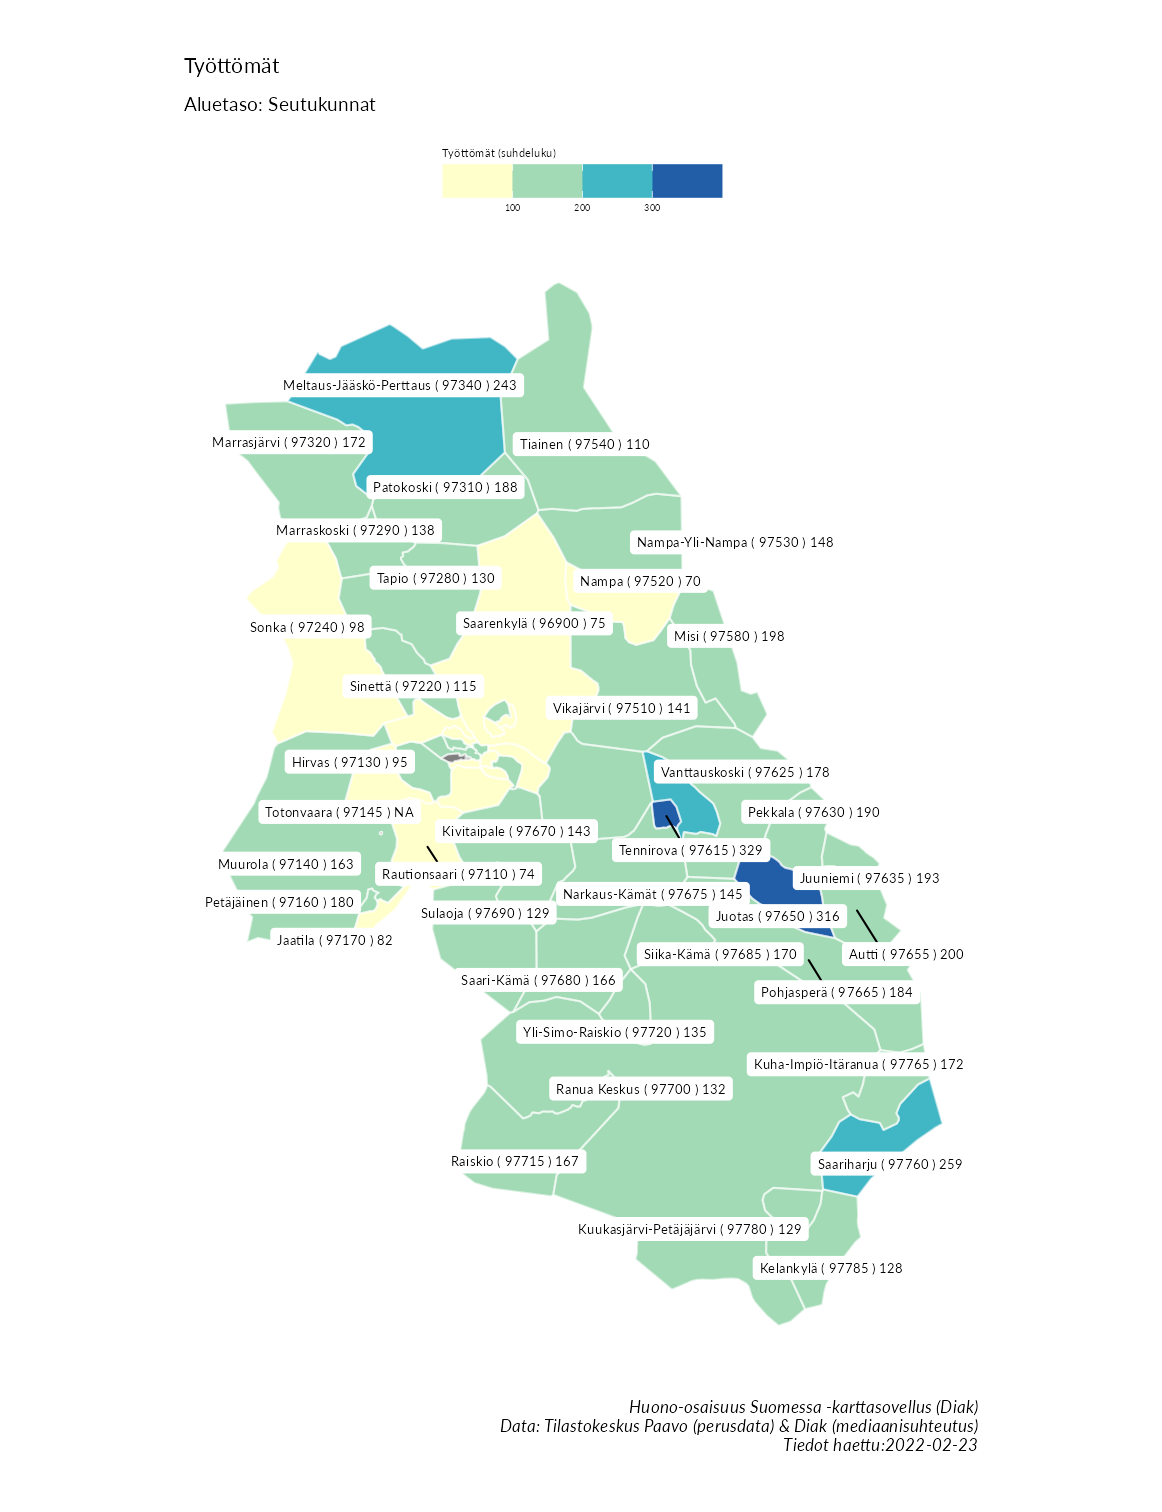 Työttömät
Aluetaso: Seutukunnat
Työttömät (suhdeluku)
100 200 300
Meltaus-Jääskö-Perttaus ( 97340 ) 243
Marrasjärvi ( 97320 ) 172
Tiainen ( 97540 ) 110
Patokoski ( 97310 ) 188
Marraskoski ( 97290 ) 138
Nampa-Yli-Nampa ( 97530 ) 148
Tapio ( 97280 ) 130
Nampa ( 97520 ) 70
Sonka ( 97240 ) 98
Saarenkylä ( 96900 ) 75
Misi ( 97580 ) 198
Sinettä ( 97220 ) 115
Vikajärvi ( 97510 ) 141
Hirvas ( 97130 ) 95
Vanttauskoski ( 97625 ) 178
Totonvaara ( 97145 ) NA
Pekkala ( 97630 ) 190
Kivitaipale ( 97670 ) 143
Tennirova ( 97615 ) 329
Muurola ( 97140 ) 163
Rautionsaari ( 97110 ) 74
Juuniemi ( 97635 ) 193
Narkaus-Kämät ( 97675 ) 145
Petäjäinen ( 97160 ) 180
Sulaoja ( 97690 ) 129
Juotas ( 97650 ) 316
Jaatila ( 97170 ) 82
Siika-Kämä ( 97685 ) 170
Autti ( 97655 ) 200
Saari-Kämä ( 97680 ) 166
Pohjasperä ( 97665 ) 184
Yli-Simo-Raiskio ( 97720 ) 135
Kuha-Impiö-Itäranua ( 97765 ) 172
Ranua Keskus ( 97700 ) 132
Raiskio ( 97715 ) 167
Saariharju ( 97760 ) 259
Kuukasjärvi-Petäjäjärvi ( 97780 ) 129
Kelankylä ( 97785 ) 128
Huono-osaisuus Suomessa -karttasovellus (Diak)
Data: Tilastokeskus Paavo (perusdata) & Diak (mediaanisuhteutus)
Tiedot haettu:2022-02-23